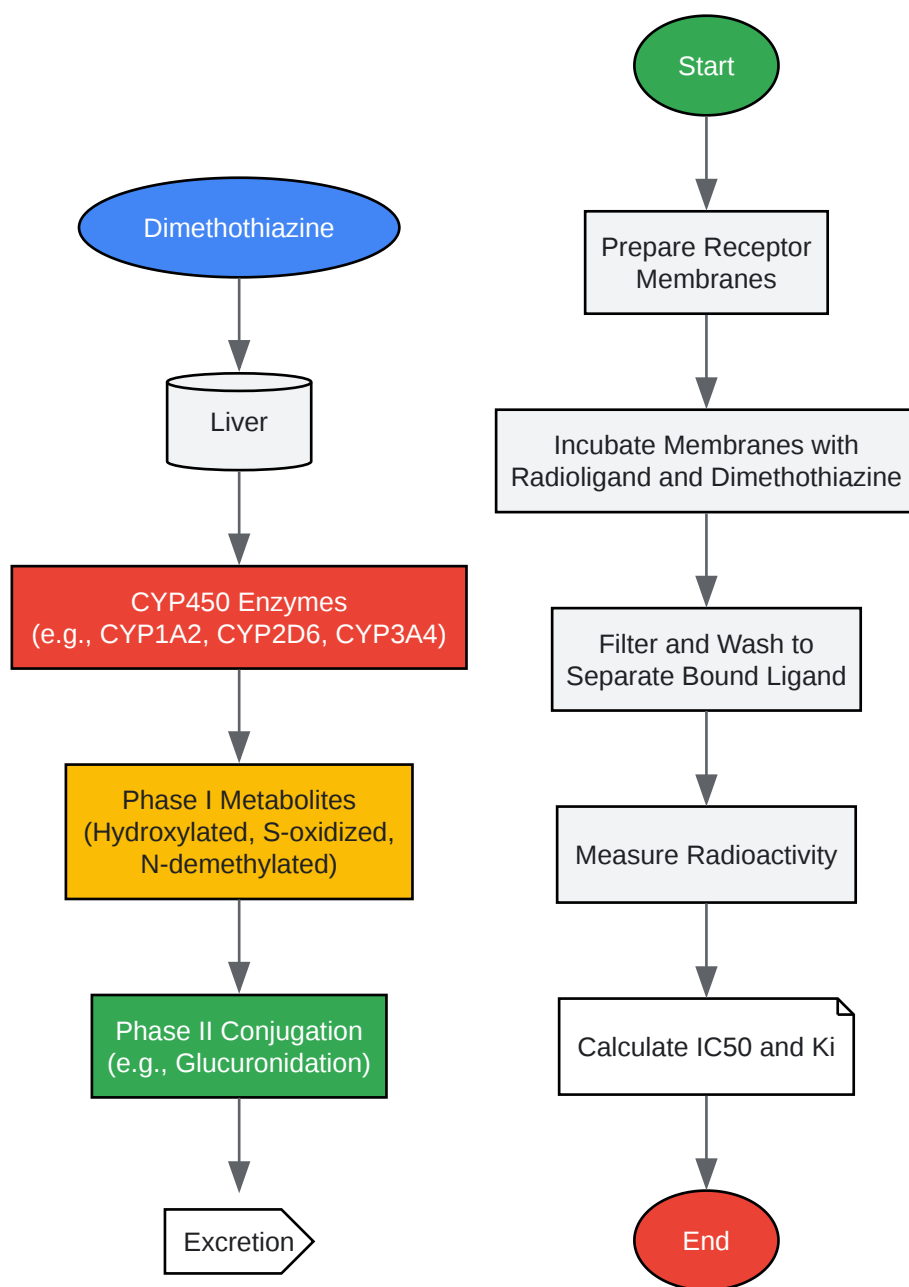 Dimethothiazine
Liver
CYP450 Enzymes
(e.g., CYP1A2, CYP2D6, CYP3A4)
Phase I Metabolites
(Hydroxylated, S-oxidized,
N-demethylated)
Phase II Conjugation
(e.g., Glucuronidation)
Excretion
Start
Prepare Receptor
Membranes
Incubate Membranes with
Radioligand and Dimethothiazine
Filter and Wash to
Separate Bound Ligand
Measure Radioactivity
Calculate IC50 and Ki
End